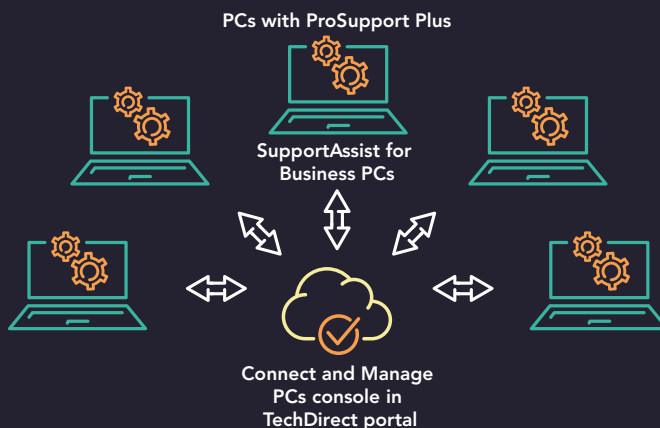 PCs with ProSupport Plus
SupportAssist for
Business PCs
Connect and Manage
PCs console in
TechDirect portal